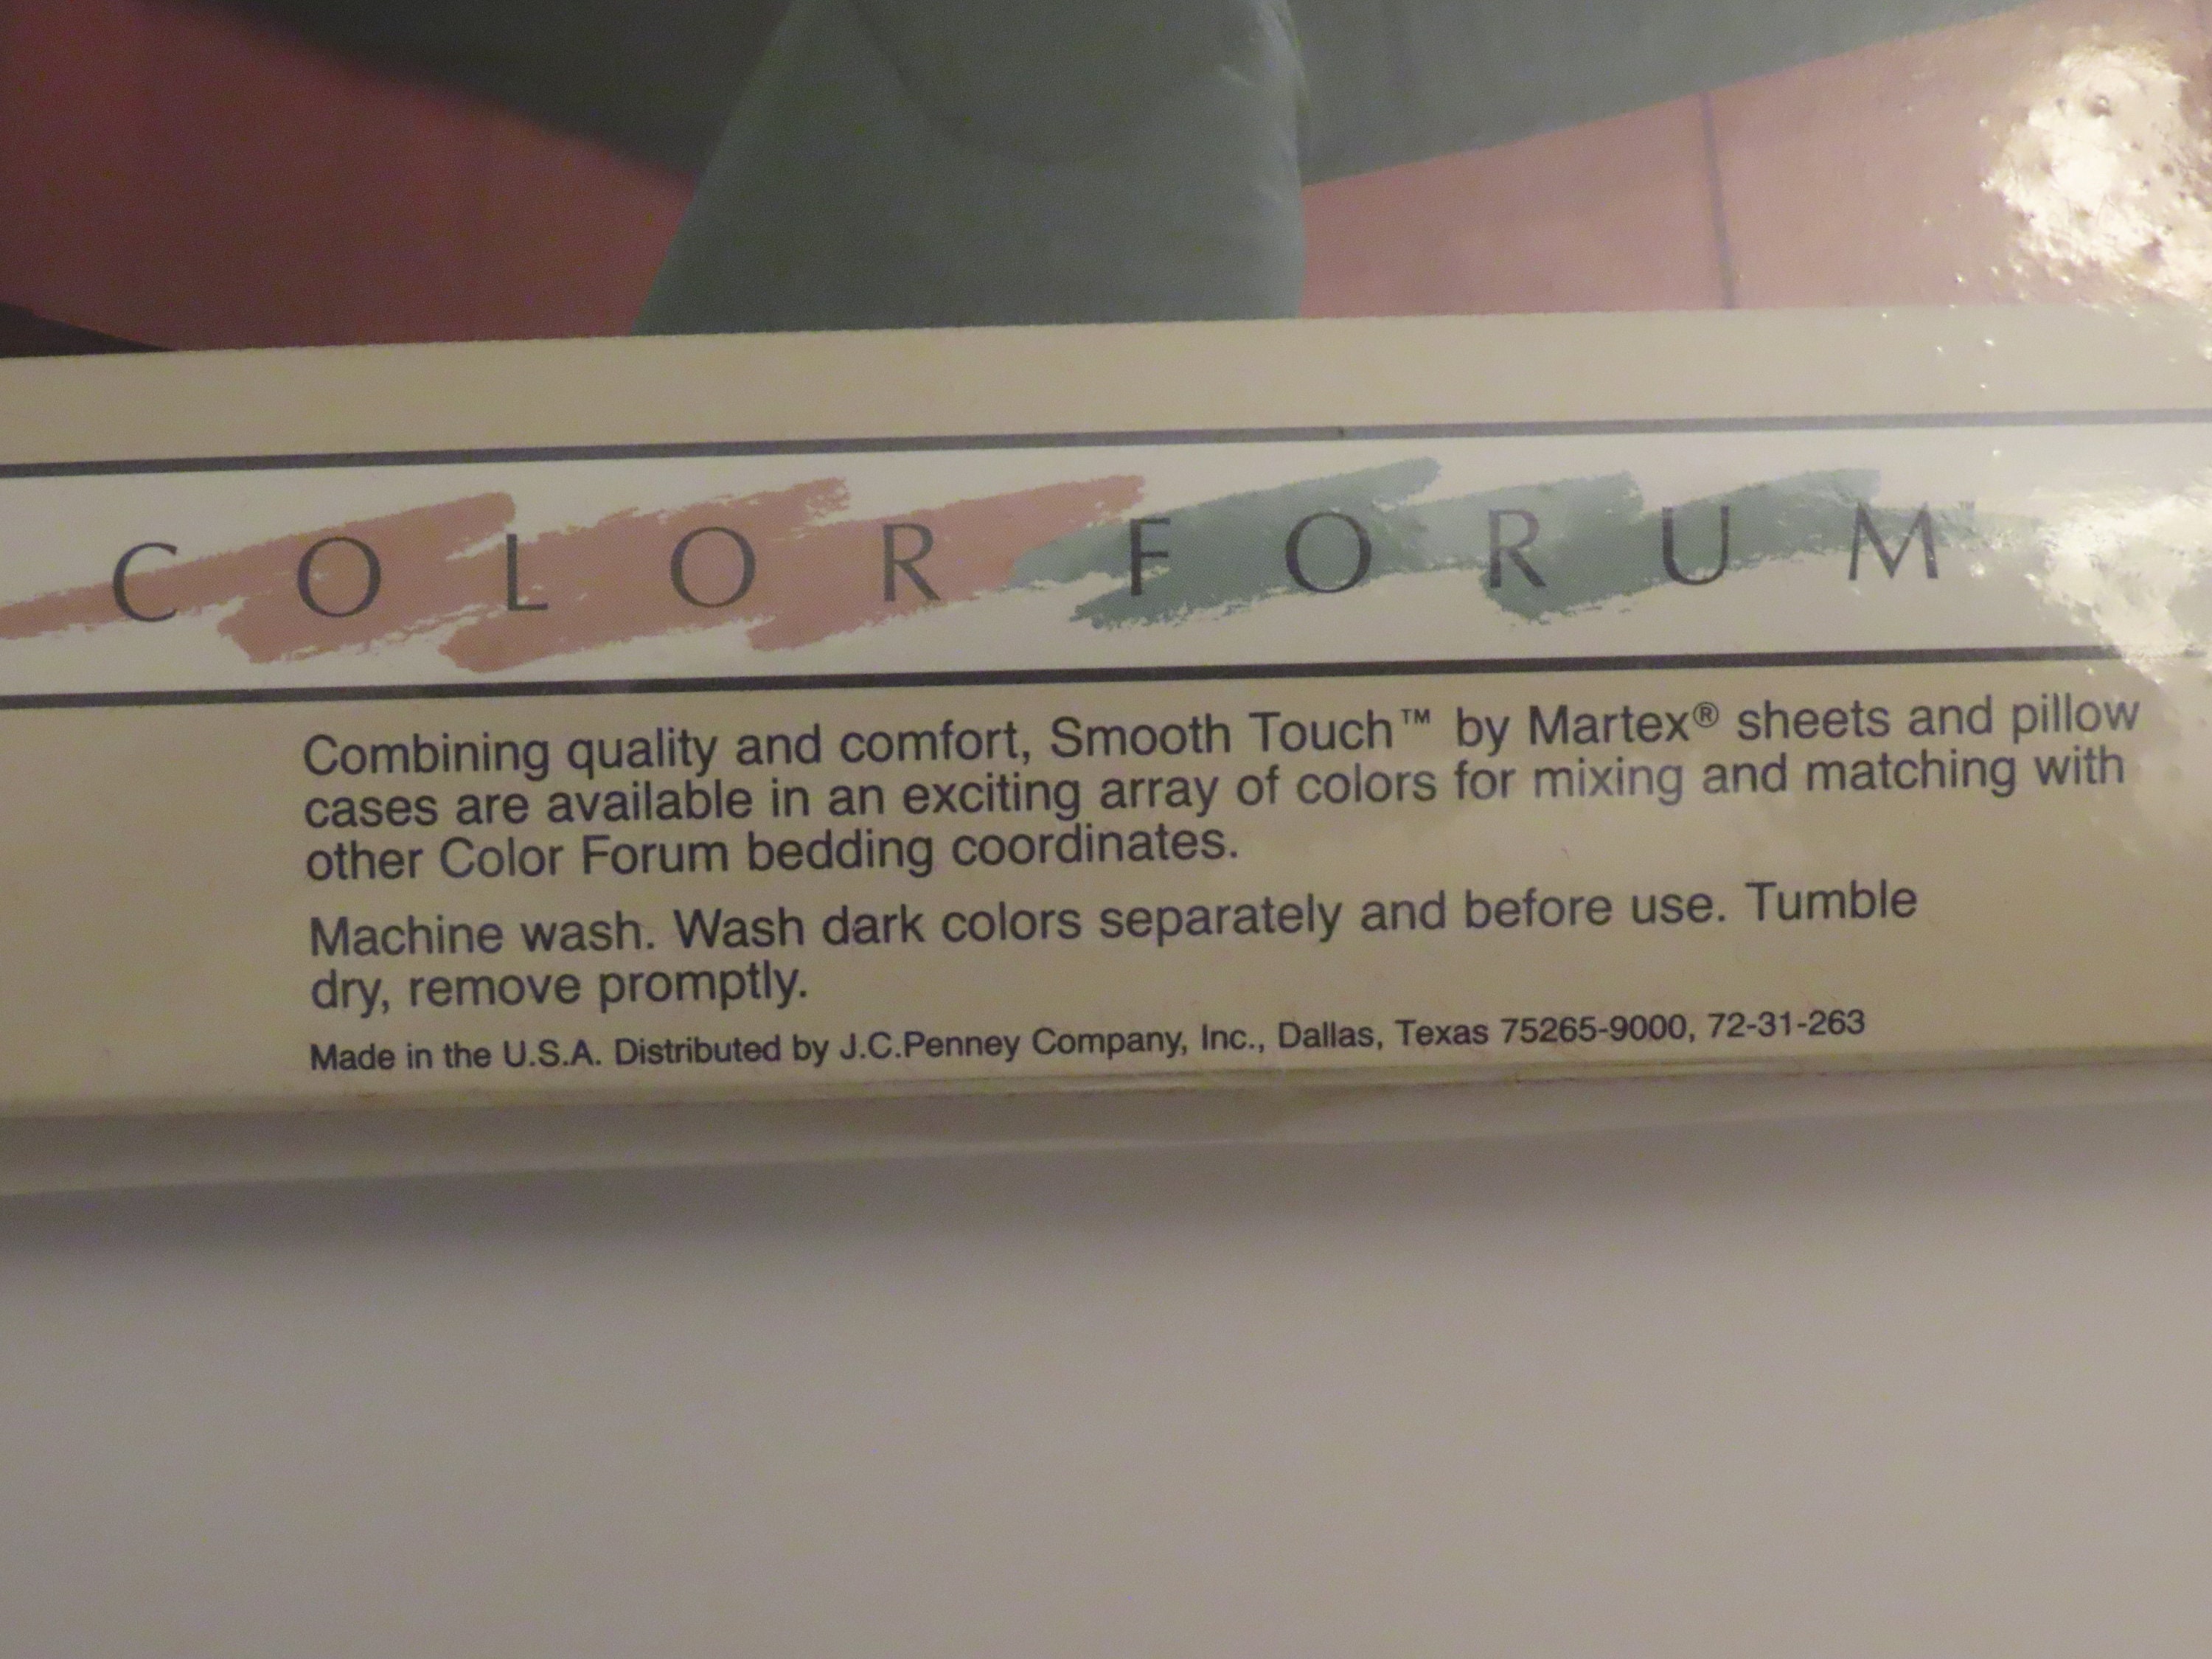 COLOR FORUM
Combining quality and comfort, Smooth Touch™ by Martex® sheets and pillow
cases are available in an exciting array of colors for mixing and matching with
other Color Forum bedding coordinates.
Machine wash. Wash dark colors separately and before use. Tumble
dry, remove promptly.
Made in the U.S.A. Distributed by J.C.Penney Company, Inc., Dallas, Texas 75265-9000, 72-31-263